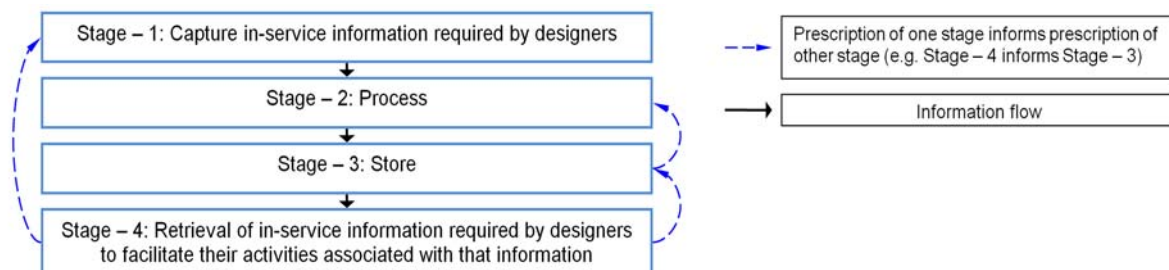 Stage – 1: Capture in-service information required by designers
Stage – 2: Process
Stage – 3: Store
Stage – 4: Retrieval of in-service information required by designers
to facilitate their activities associated with that information
Prescription of one stage informs prescription of
other stage (e.g. Stage – 4 informs Stage – 3)
Information flow